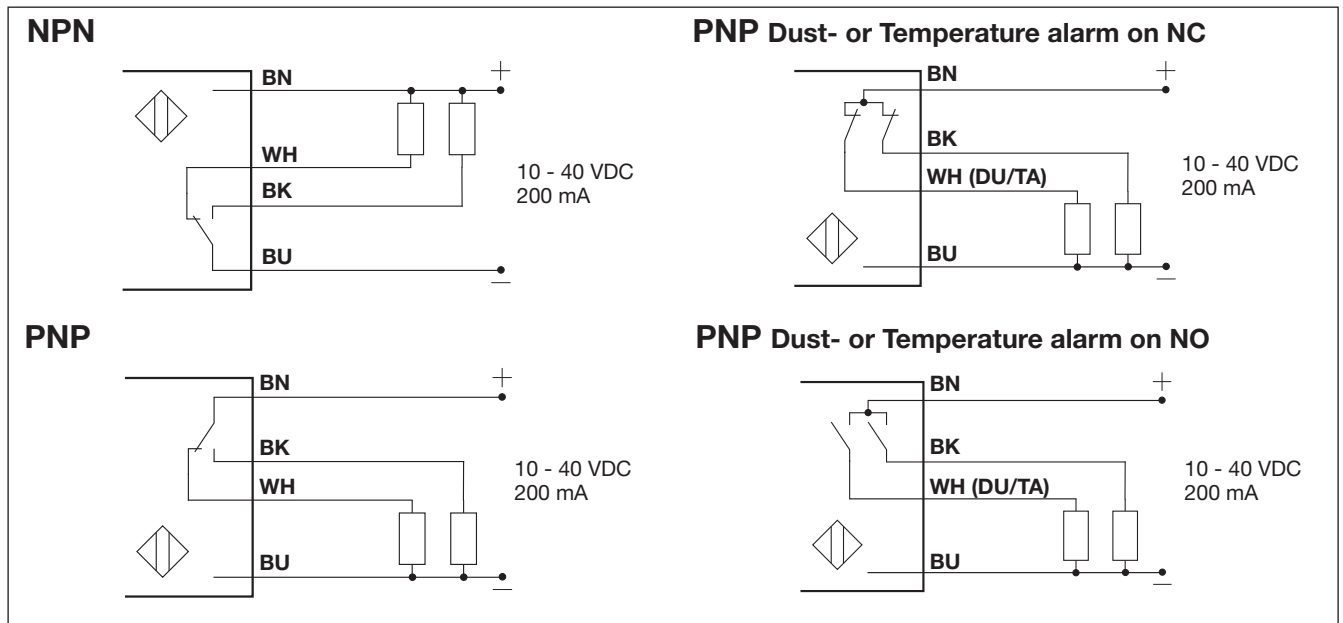 NPN
BN
+
WH
BK
BU
−
10 - 40 VDC
200 mA
PNP Dust- or Temperature alarm on NC
BN
+
BK
WH (DU/TA)
BU
−
10 - 40 VDC
200 mA
PNP
BN
+
BK
WH
BU
−
10 - 40 VDC
200 mA
PNP Dust- or Temperature alarm on NO
BN
+
BK
WH (DU/TA)
BU
−
10 - 40 VDC
200 mA